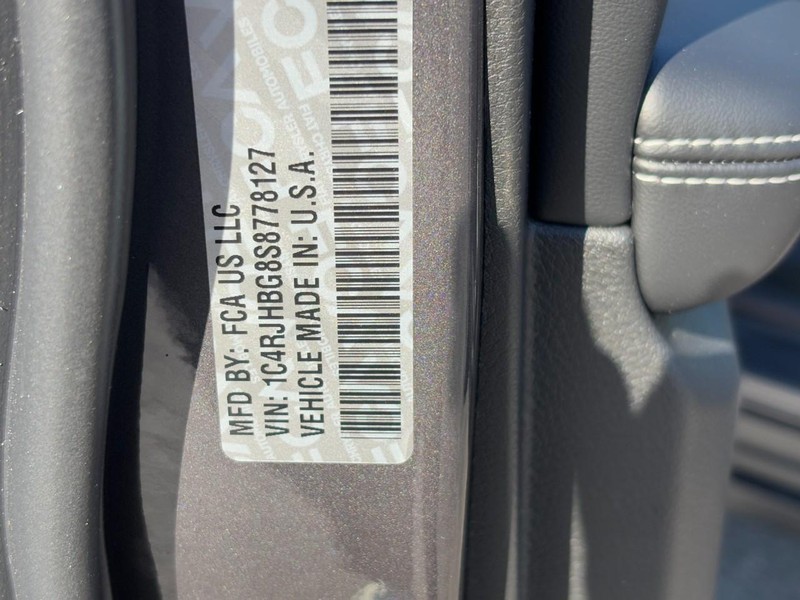 MFD BY: FCA US LLC
VIN: 1C4RJHBG8S8778127
VEHICLE MADE IN: U.S.A.